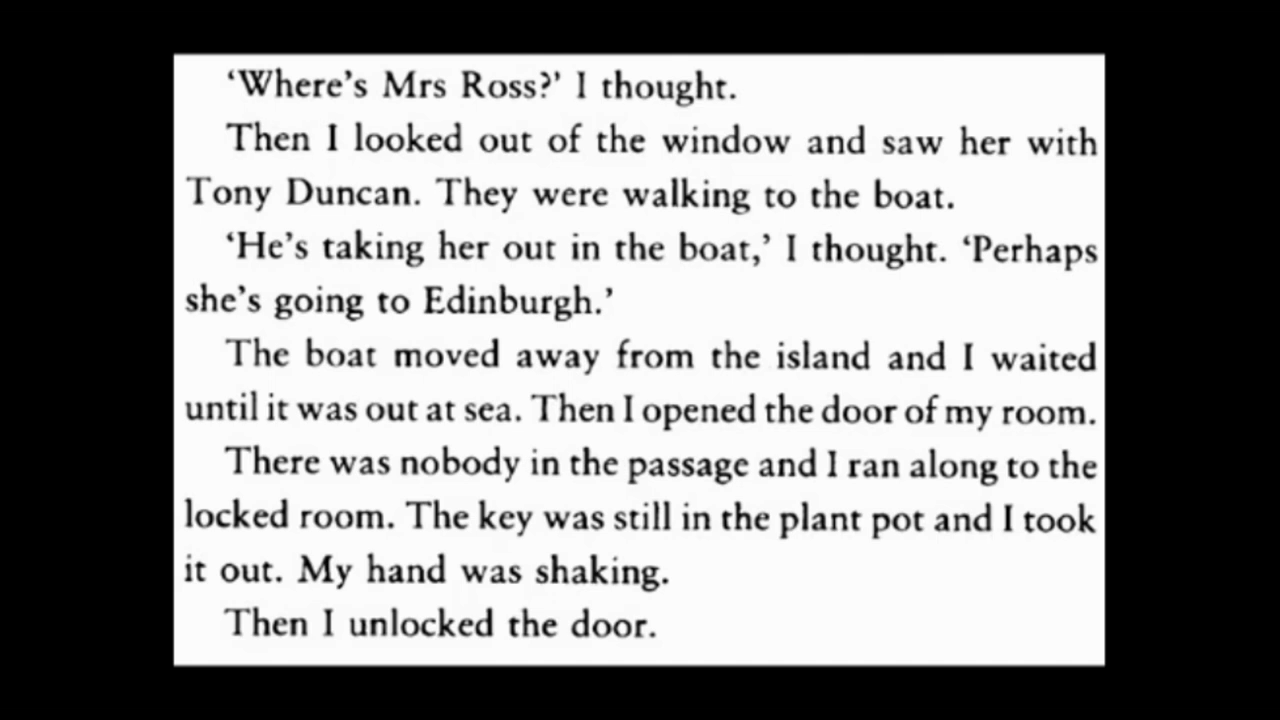 ‘Where’s Mrs Ross?’ I thought.
Then I looked out of the window and saw her with
Tony Duncan. They were walking to the boat.
‘He’s taking her out in the boat,’ I thought. ‘Perhaps
she’s going to Edinburgh.’
The boat moved away from the island and I waited
until it was out at sea. Then I opened the door of my room.
There was nobody in the passage and I ran along to the
locked room. The key was still in the plant pot and I took
it out. My hand was shaking.
Then I unlocked the door.